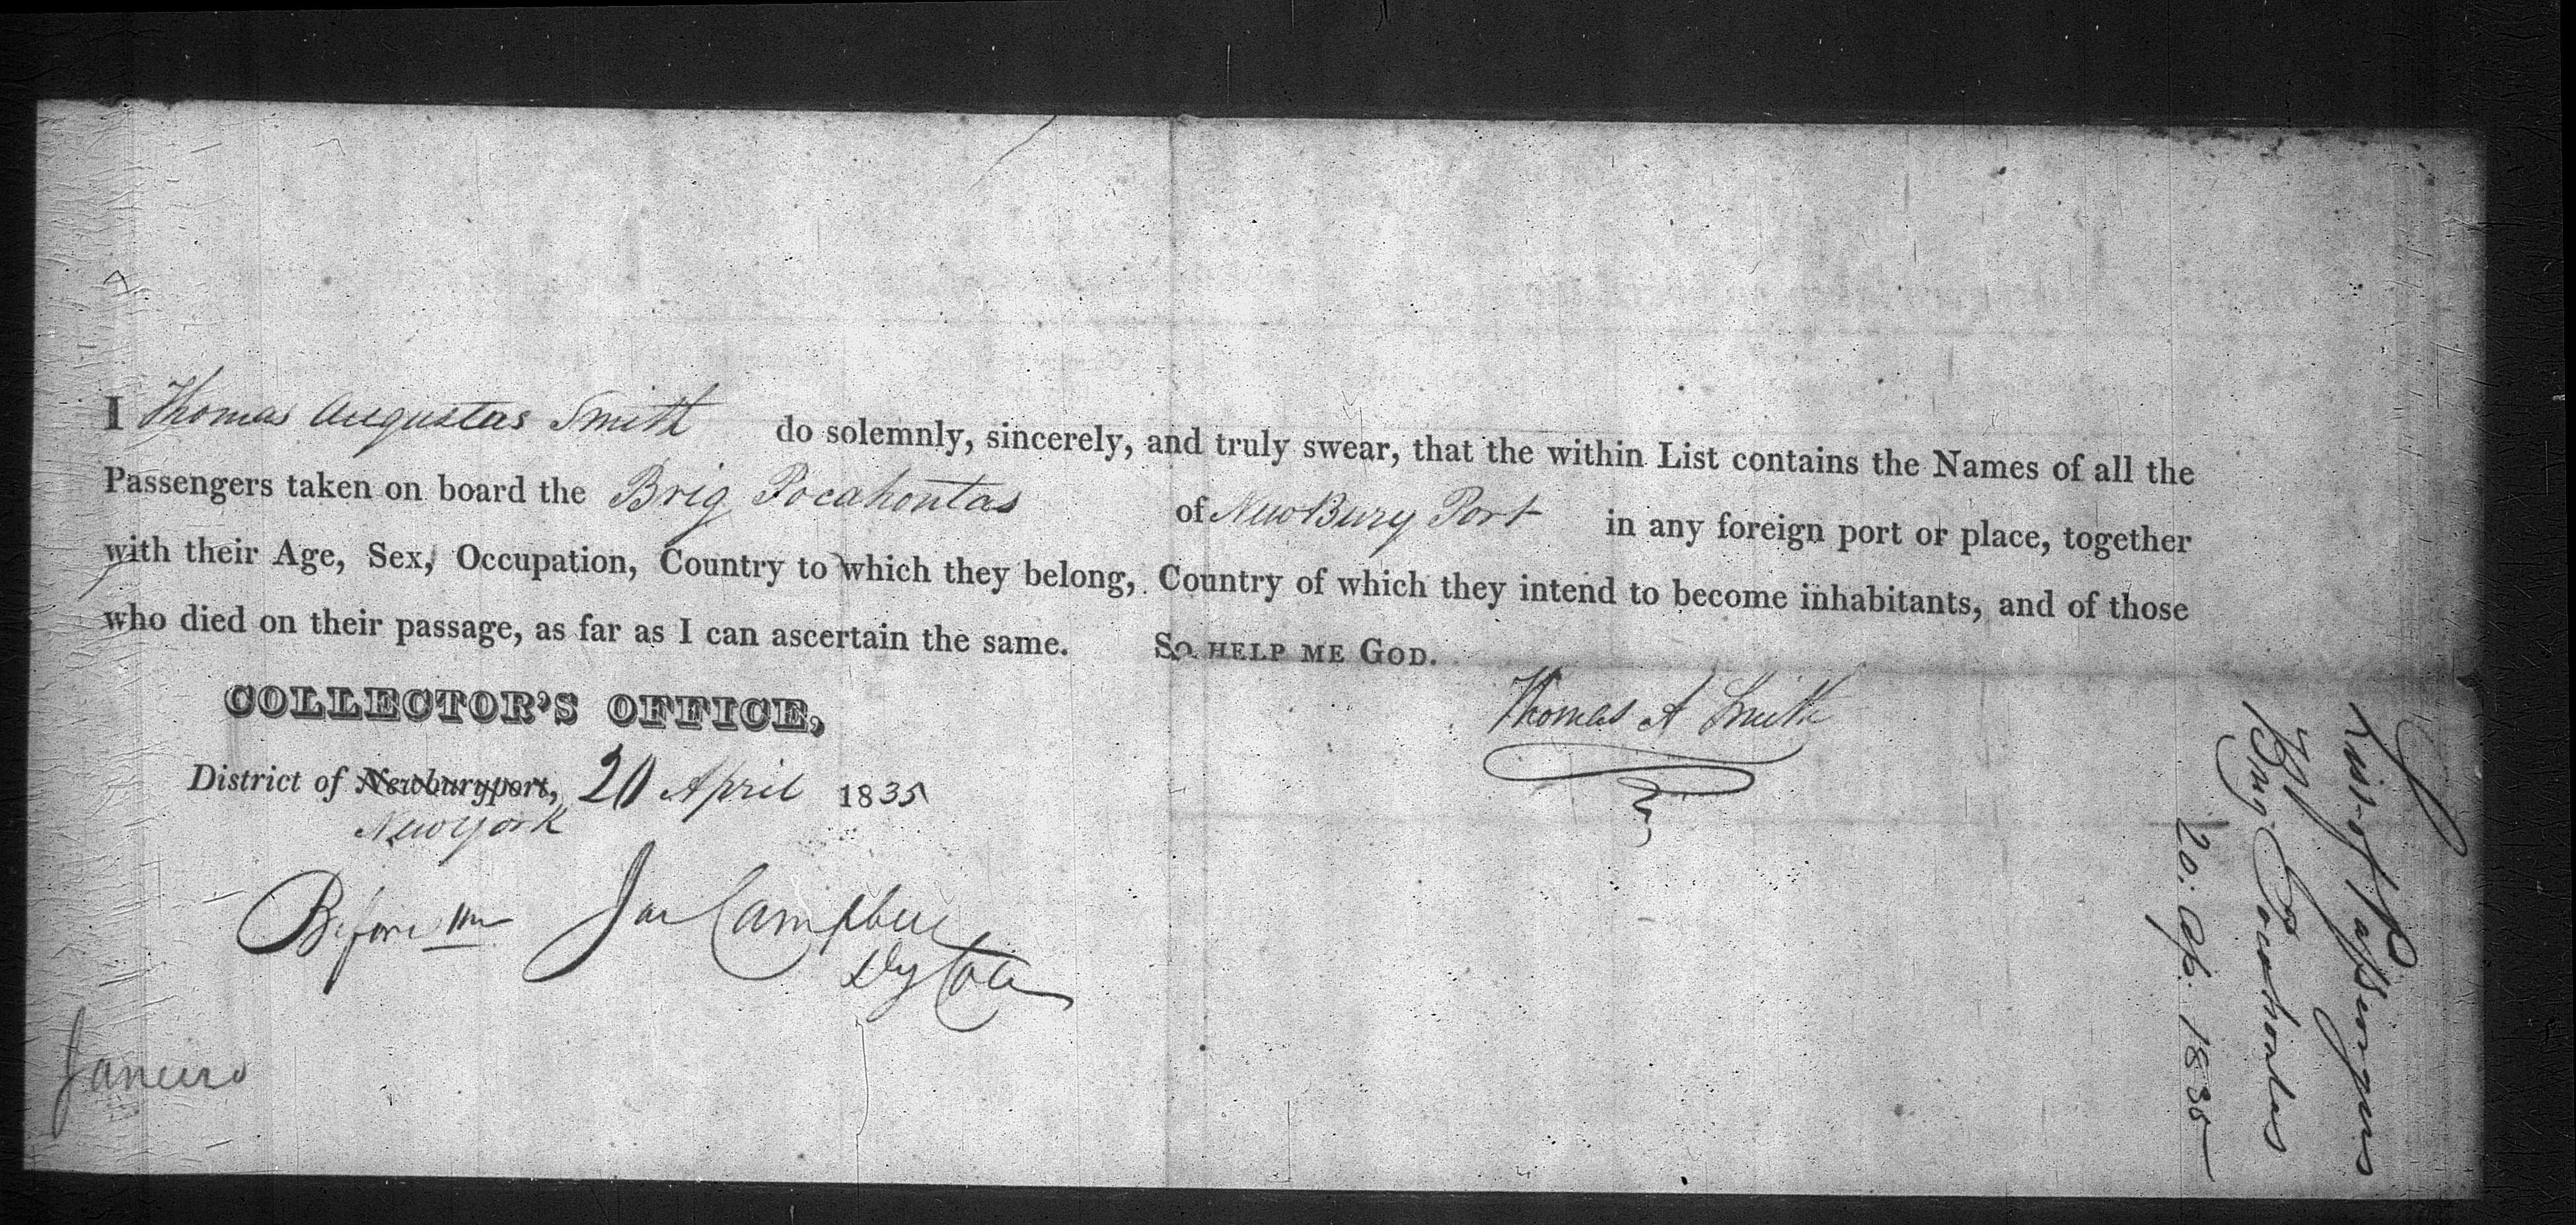 I Thomas Augustas Smith do solemnly, sincerely, and truly swear, that the within List contains the Names of all the
Passengers taken on board the Brig Pocahontas of NewBury Port in any foreign port or place, together
with their Age, Sex, Occupation, Country to which they belong, Country of which they intend to become inhabitants, and of those
who died on their passage, as far as I can ascertain the same. So HELP ME GOD.
Thomas A Smith
COLLECTOR'S OFFICE,
District of Newburyport, 20 April 1835
New York
Before me Jas Campbell
Dy Col
Janeiro
List of Passengers
Brig Pocahontas
20. Ap. 1835